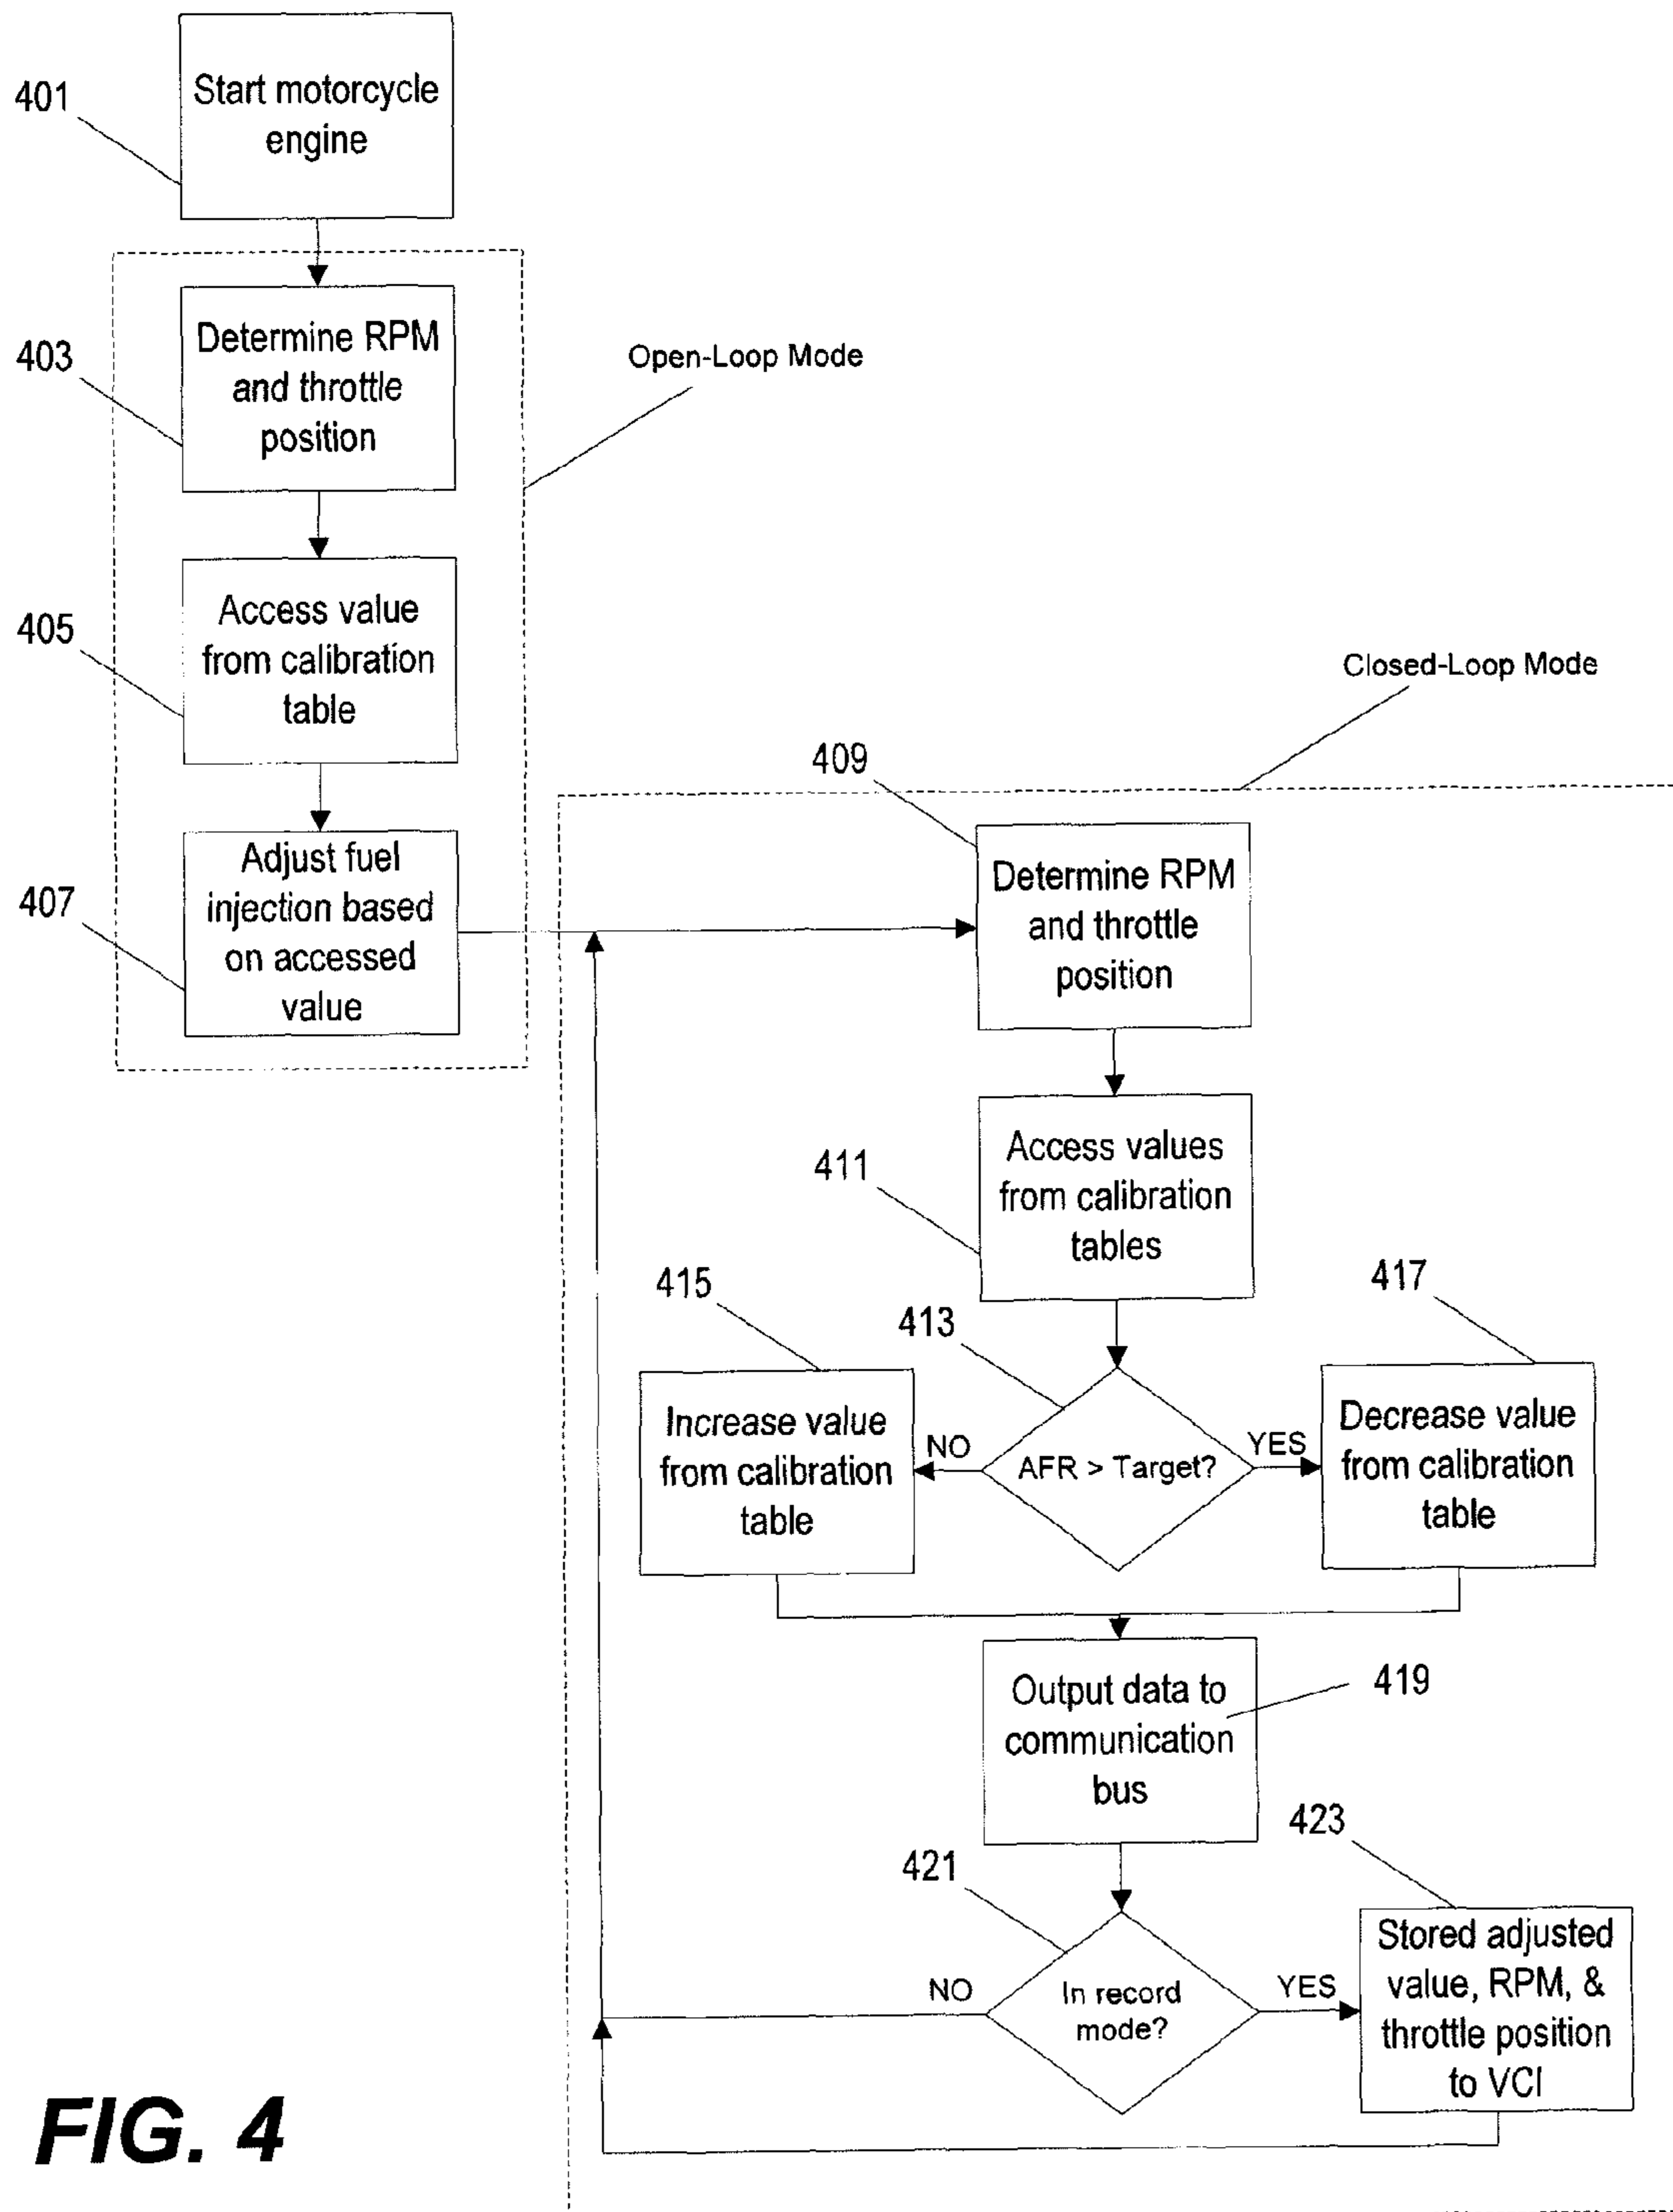 401
Start motorcycle
engine
403
Determine RPM
and throttle
position
Open-Loop Mode
405
Access value
from calibration
table
Closed-Loop Mode
407
Adjust fuel
injection based
on accessed
value
409
Determine RPM
and throttle
position
411
Access values
from calibration
tables
415
413
417
Increase value
from calibration
table
NO
AFR > Target?
YES
Decrease value
from calibration
table
Output data to
communication
bus
419
421
423
NO
In record
mode?
YES
Stored adjusted
value, RPM, &
throttle position
to VCI
FIG. 4